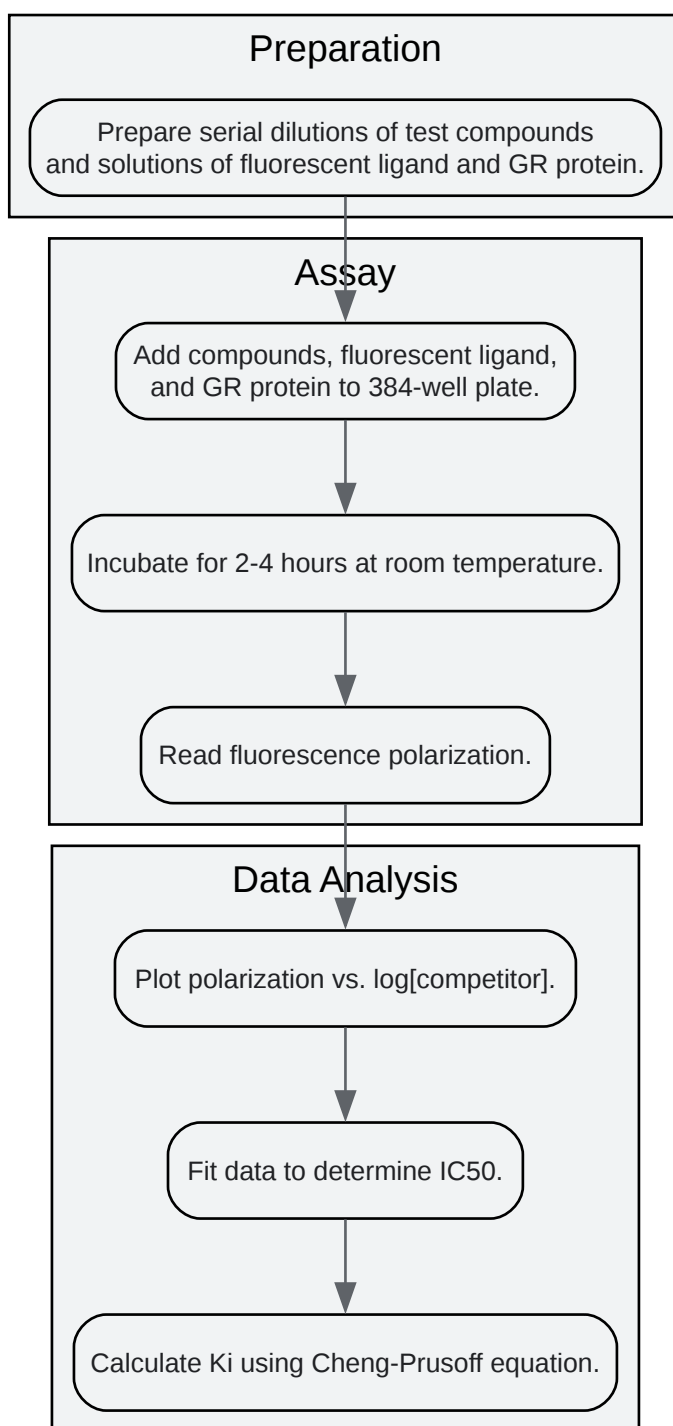 Preparation
Prepare serial dilutions of test compounds
and solutions of fluorescent ligand and GR protein.
Assay
Add compounds, fluorescent ligand,
and GR protein to 384-well plate.
Incubate for 2-4 hours at room temperature.
Read fluorescence polarization.
Data Analysis
Plot polarization vs. log[competitor].
Fit data to determine IC50.
Calculate Ki using Cheng-Prusoff equation.